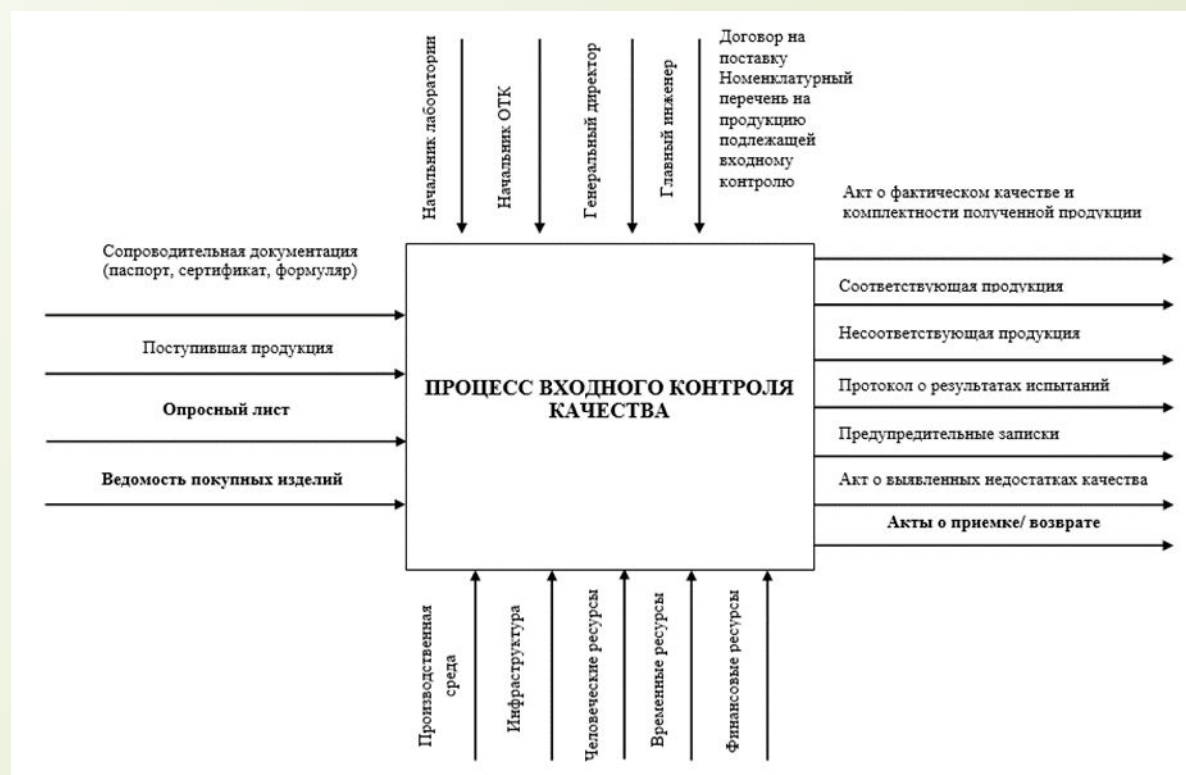 Начальник лаборатории
Начальник ОТК
Генеральный директор
Главный инженер
Договор на
поставку
Номенклатурный
перечень на
продукцию
подлежащей
входному
контролю
Сопроводительная документация
(паспорт, сертификат, формуляр)
Поступившая продукция
Опросный лист
Ведомость покупных изделий
ПРОЦЕСС ВХОДНОГО КОНТРОЛЯ
КАЧЕСТВА
Акт о фактическом качестве и
комплектности полученной продукции
Соответствующая продукция
Несоответствующая продукция
Протокол о результатах испытаний
Предупредительные записки
Акт о выявленных недостатках качества
Акты о приемке/ возврате
Производственная
среда
Инфраструктура
Человеческие ресурсы
Временные ресурсы
Финансовые ресурсы